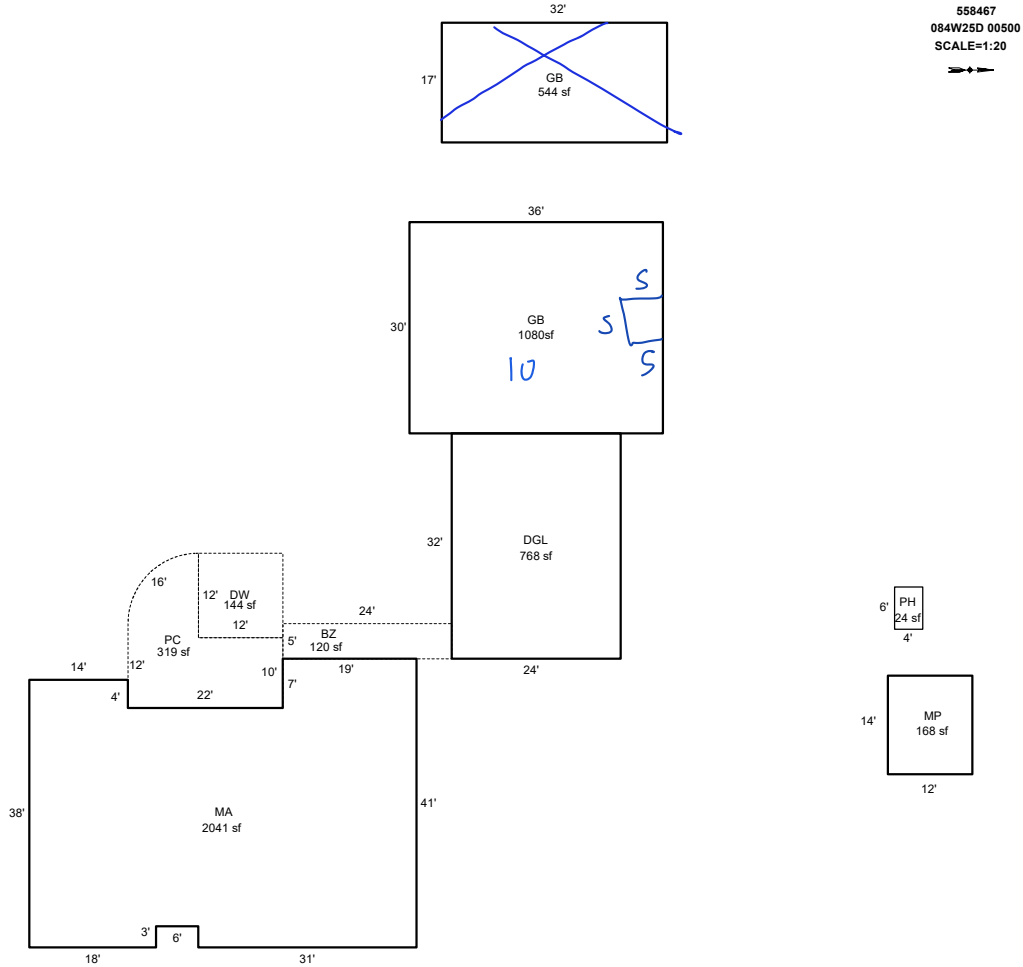 558467
084W25D 00500
SCALE=1:20
32'
17'
GB
544 sf
36'
30'
GB
1080sf
10
S
S
S
32'
DGL
768 sf
24'
16'
12'
DW
144 sf
12'
24'
5'
BZ
120 sf
PC
319 sf
12'
10'
19'
7'
14'
4'
22'
38'
MA
2041 sf
41'
3'
6'
18'
31'
6'
PH
24 sf
4'
14'
MP
168 sf
12'